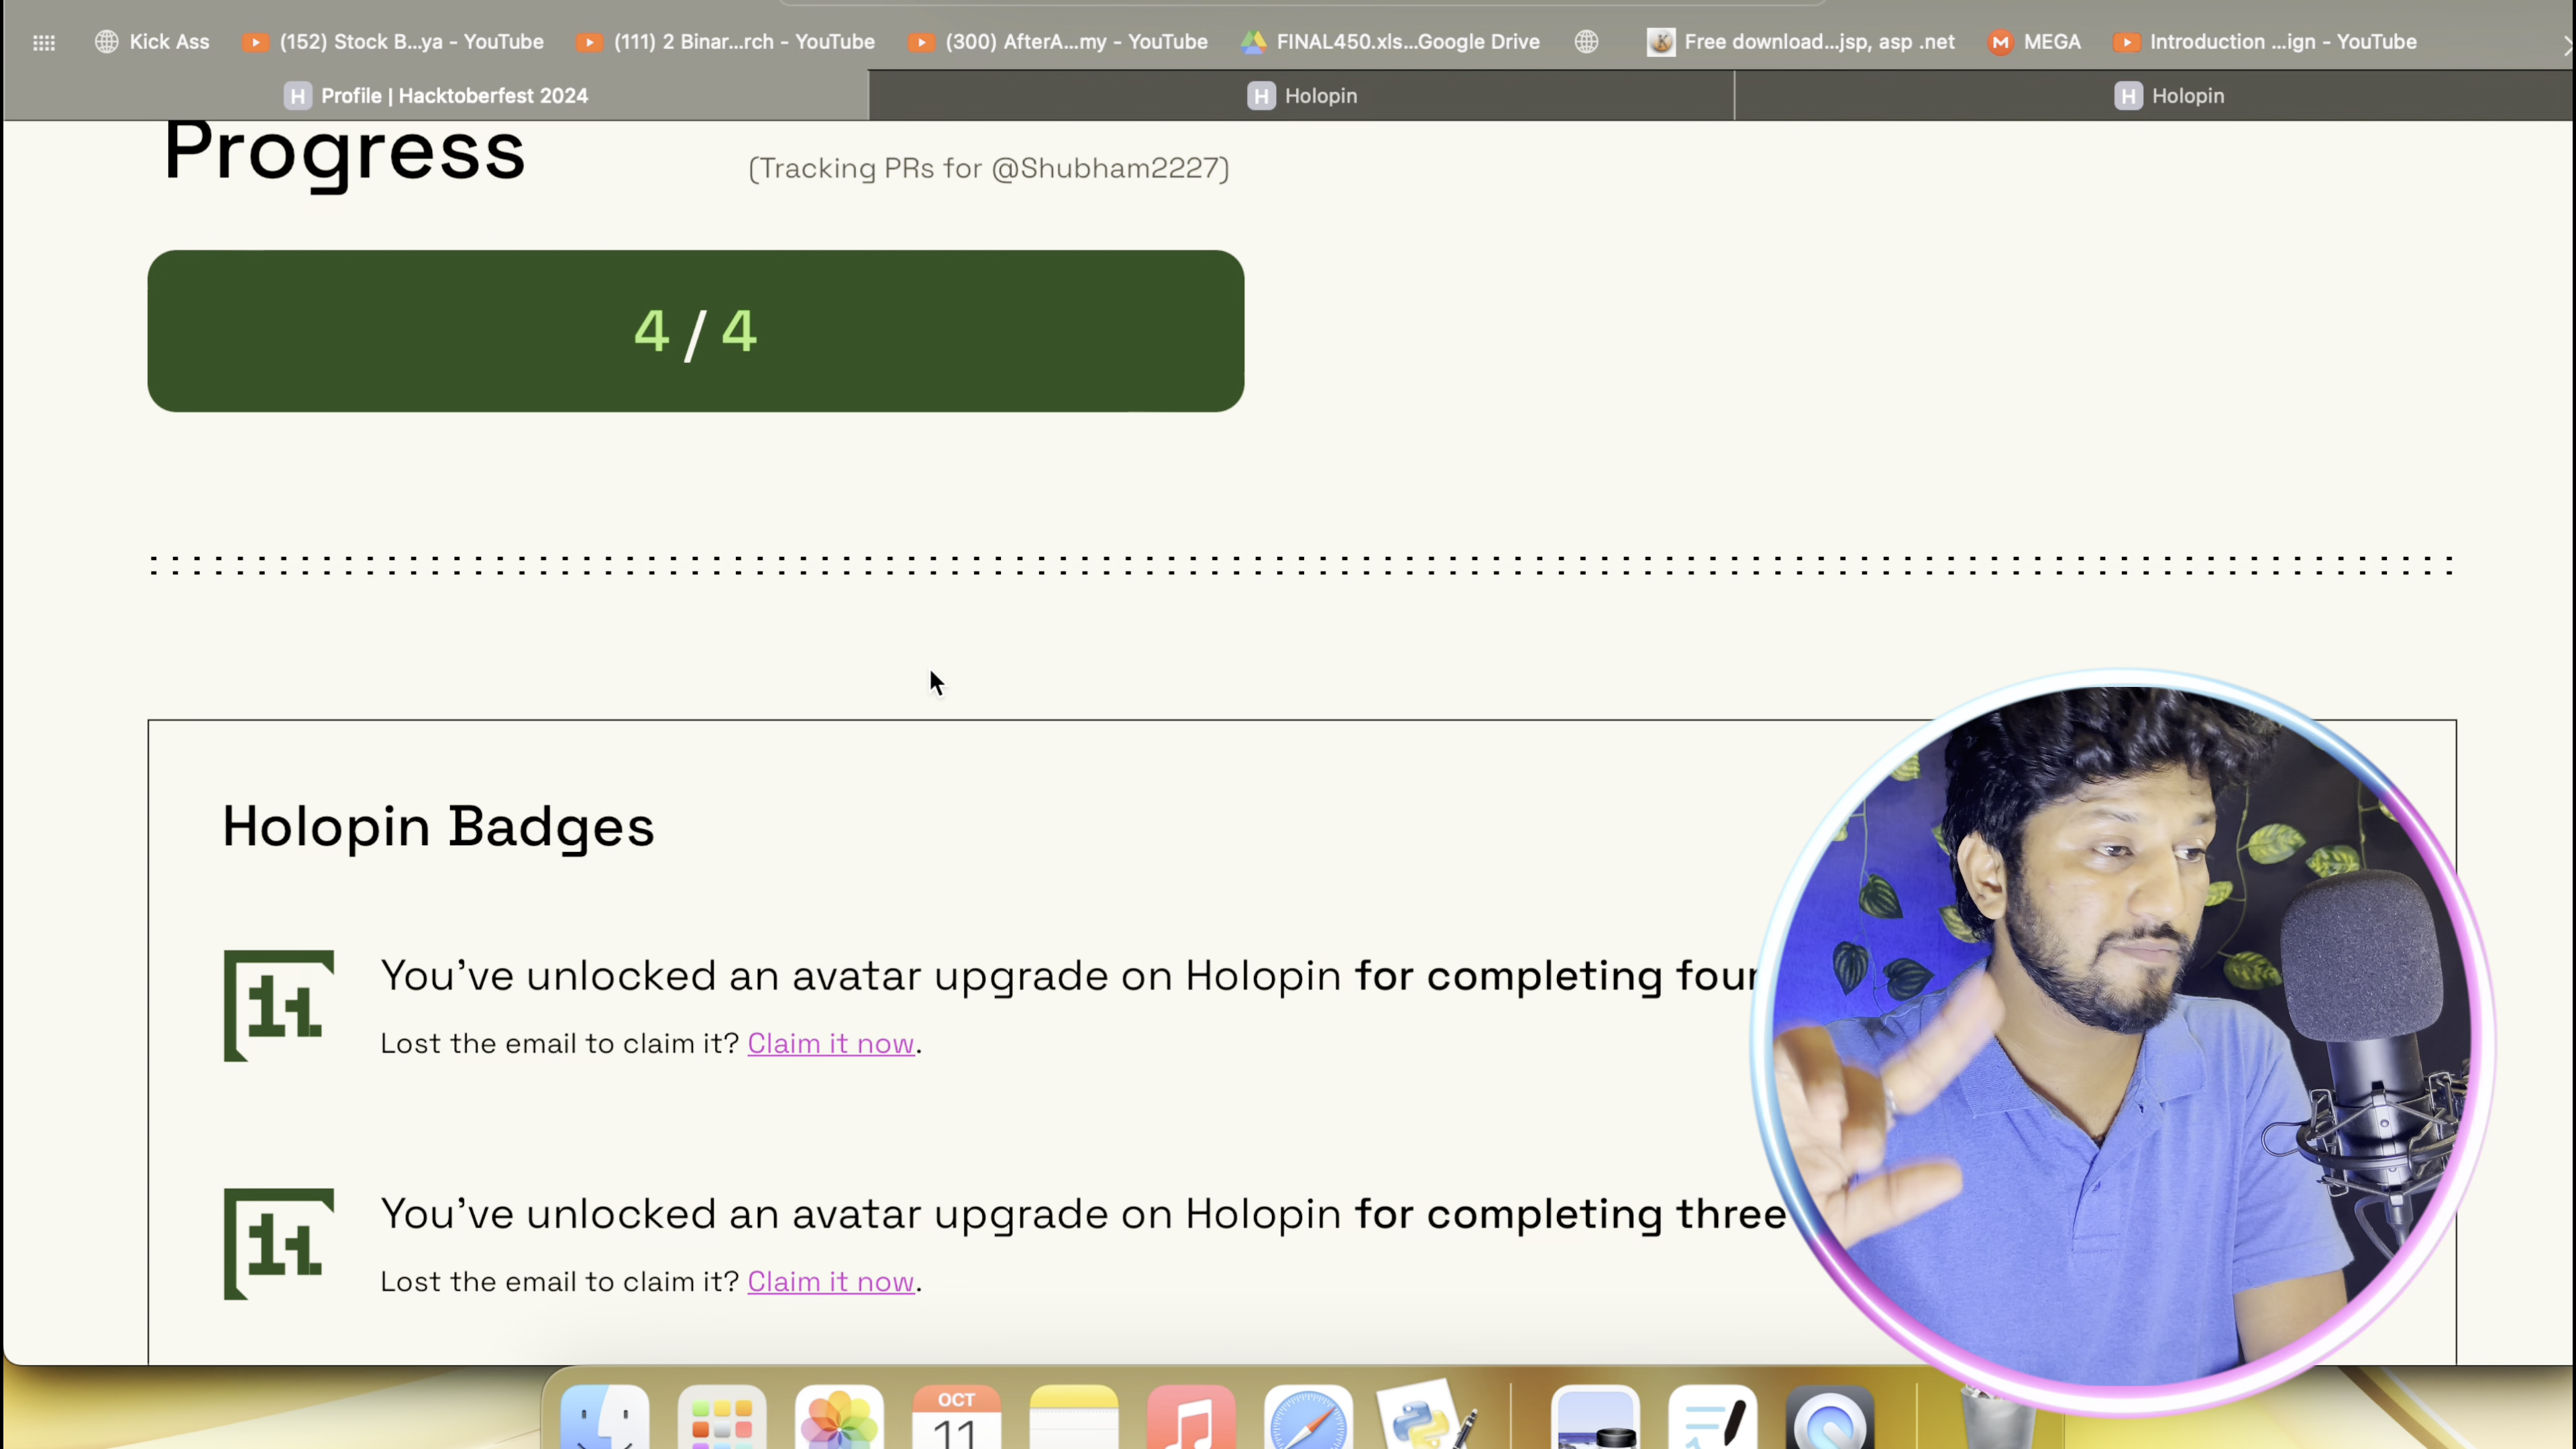 Kick Ass
(152) Stock B...ya - YouTube
(111) 2 Binar...rch - YouTube
(300) AfterA...my - YouTube
FINAL450.xls...Google Drive
Free download...jsp, asp .net
MEGA
Introduction ...ign - YouTube
H Profile | Hacktoberfest 2024
H Holopin
H Holopin
Progress
(Tracking PRs for @Shubham2227)
4 / 4
Holopin Badges
You've unlocked an avatar upgrade on Holopin for completing four
Lost the email to claim it? Claim it now.
You've unlocked an avatar upgrade on Holopin for completing three
Lost the email to claim it? Claim it now.
OCT
11